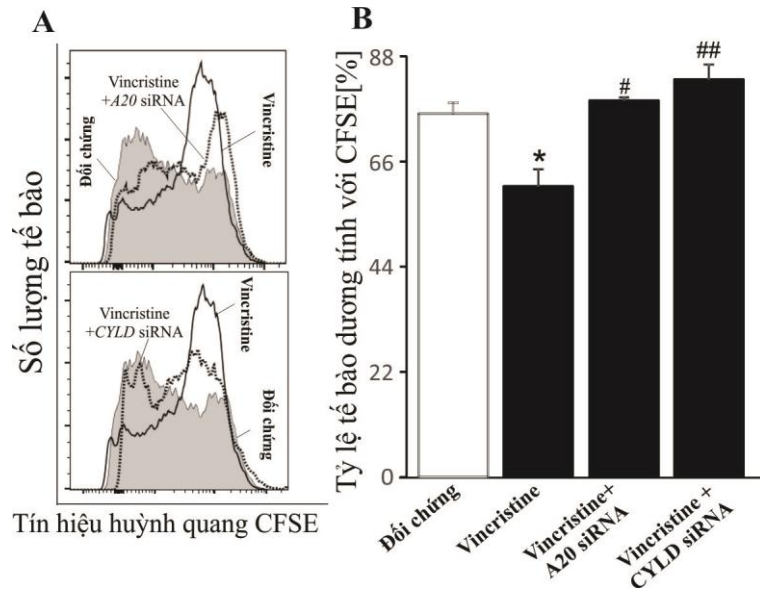 A
Số lượng tế bào
Vincristine
+A20 siRNA
Vincristine
Đối chứng
Vincristine
+CYLD siRNA
Vincristine
Đối chứng
Tín hiệu huỳnh quang CFSE
B
Tỷ lệ tế bào dương tính với CFSE[%]
88
66
44
22
0
*
#
##
Đối chứng
Vincristine
Vincristine+
A20 siRNA
Vincristine +
CYLD siRNA